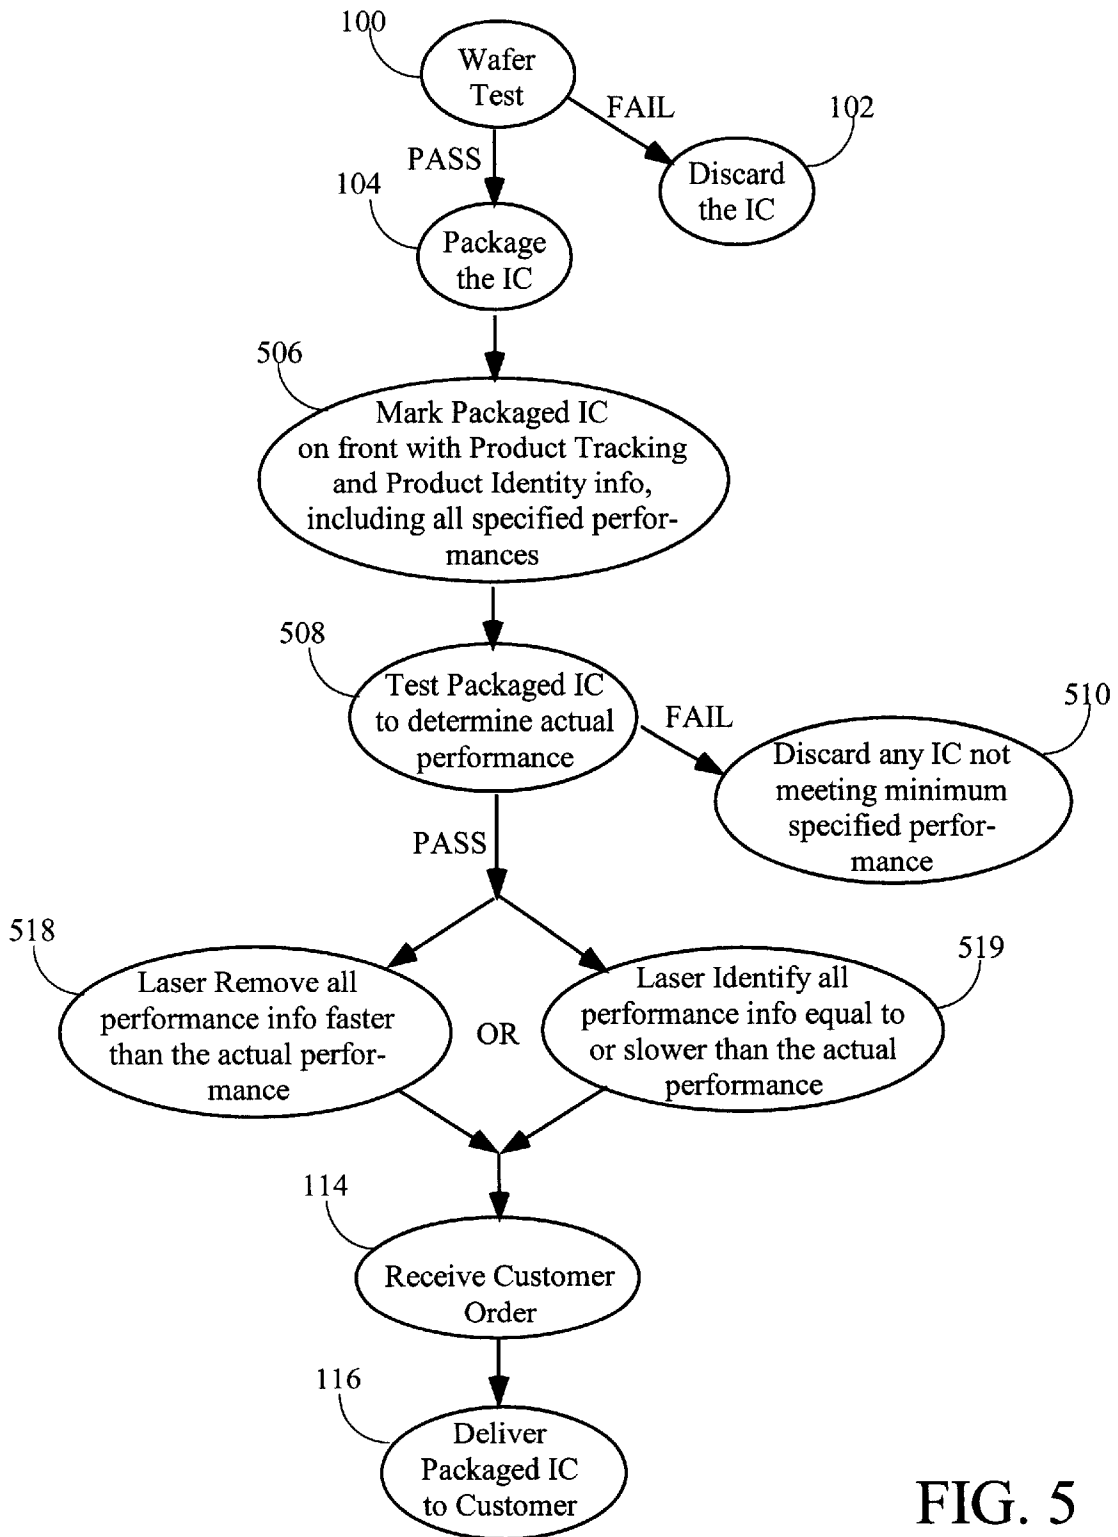 100
Wafer
Test
FAIL
102
PASS
Discard
the IC
104
Package
the IC
506
Mark Packaged IC
on front with Product Tracking
and Product Identity info,
including all specified perfor-
mances
508
Test Packaged IC
to determine actual
performance
FAIL
510
Discard any IC not
meeting minimum
specified perfor-
mance
PASS
518
Laser Remove all
performance info faster
than the actual perfor-
mance
OR
519
Laser Identify all
performance info equal to
or slower than the actual
performance
114
Receive Customer
Order
116
Deliver
Packaged IC
to Customer
FIG. 5